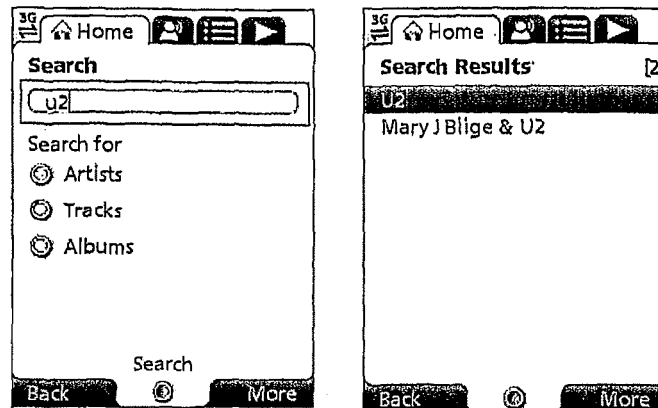 3G Home
Search
u2
Search for
Artists
Tracks
Albums
Search
Back More
3G Home
Search Results [2
U2
Mary J Blige & U2
Back More